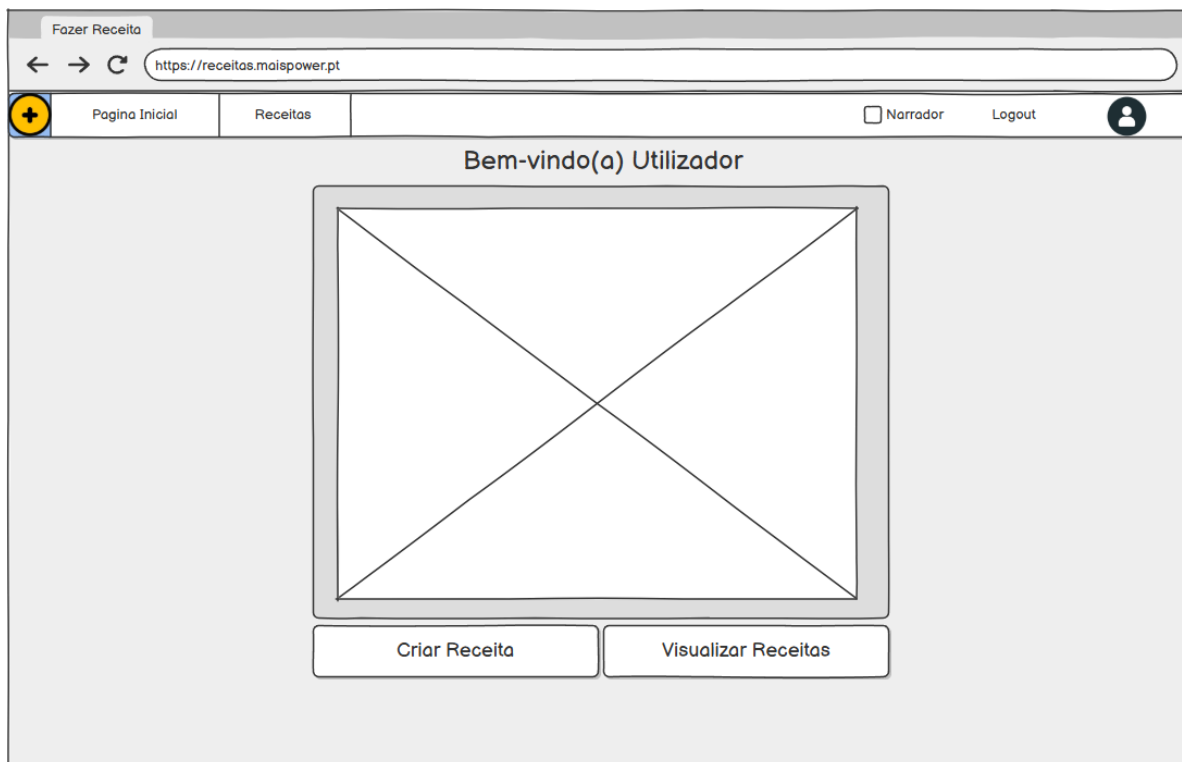 Fazer Receita
https://receitas.maispower.pt
Pagina Inicial
Receitas
Narrador
Logout
Bem-vindo(a) Utilizador
Criar Receita
Visualizar Receitas